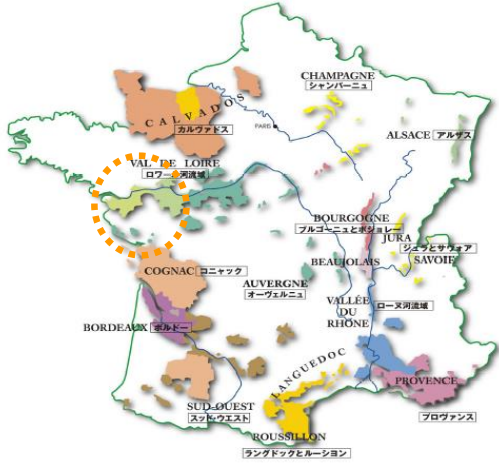 CHAMPAGNE
シャンパーニュ
CALVADOS
カルヴァドス
PARIS
ALSACE アルザス
VAL DE LOIRE
ロワール河流域
BOURGOGNE
ブルゴーニュとボジョレー
JURA
ジュラとサヴォア
SAVOIE
BEAUJOLAIS
COGNAC コニャック
AUVERGNE
オーヴェルニュ
VALLÉE
DU
RHÔNE
ローヌ河流域
BORDEAUX ボルドー
LANGUEDOC
PROVENCE
プロヴァンス
SUD-OUEST
スッド・ウエスト
ROUSSILLON
ラングドックとルーション